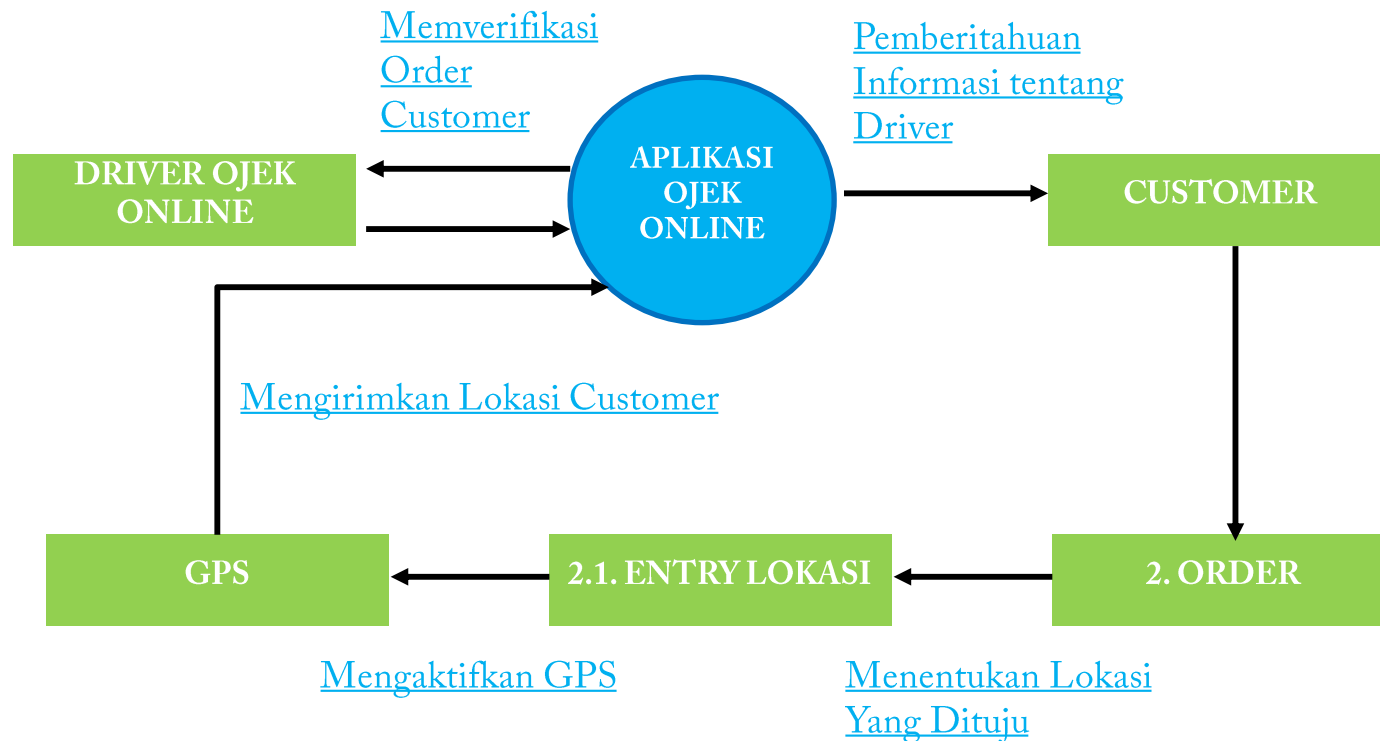 Memverifikasi
Order
Customer
Pemberitahuan
Informasi tentang
Driver
DRIVER OJEK
ONLINE
APLIKASI
OJEK
ONLINE
CUSTOMER
Mengirimkan Lokasi Customer
GPS
2.1. ENTRY LOKASI
2. ORDER
Mengaktifkan GPS
Menentukan Lokasi
Yang Dituju